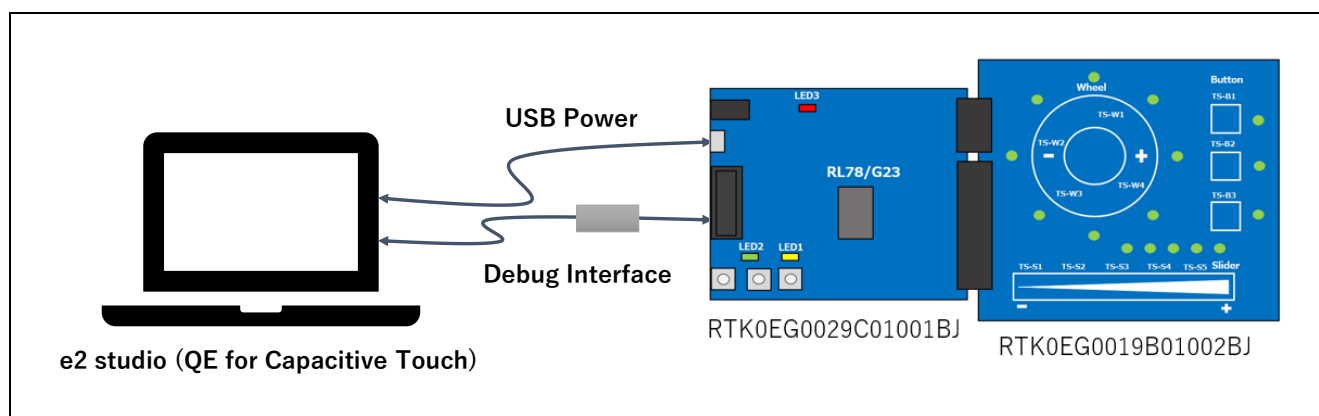 USB Power
Debug Interface
e2 studio (QE for Capacitive Touch)
LED3
RL78/G23
LED2
LED1
RTK0EG0029C01001BJ
Wheel
TS-W1
TS-W2
TS-W3
TS-W4
-
+
Button
TS-B1
TS-B2
TS-B3
TS-S1
TS-S2
TS-S3
TS-S4
TS-S5
Slider
-
+
RTK0EG0019B01002BJ